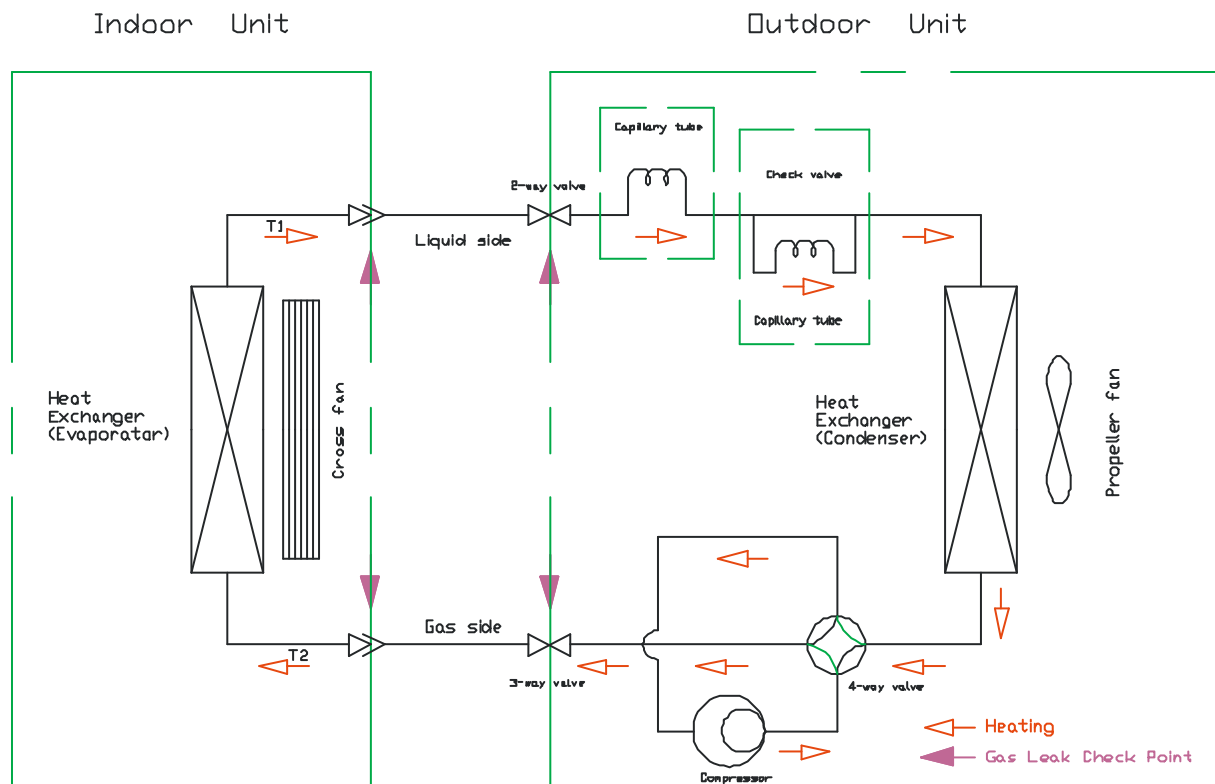 Indoor Unit
Outdoor Unit
Capillary tube
Check valve
2-way valve
T1
Liquid side
Capillary tube
Heat
Exchanger
(Evaporator)
Cross fan
Heat
Exchanger
(Condenser)
Propeller fan
Gas side
T2
3-way valve
4-way valve
Heating
Gas Leak Check Point
Compressor